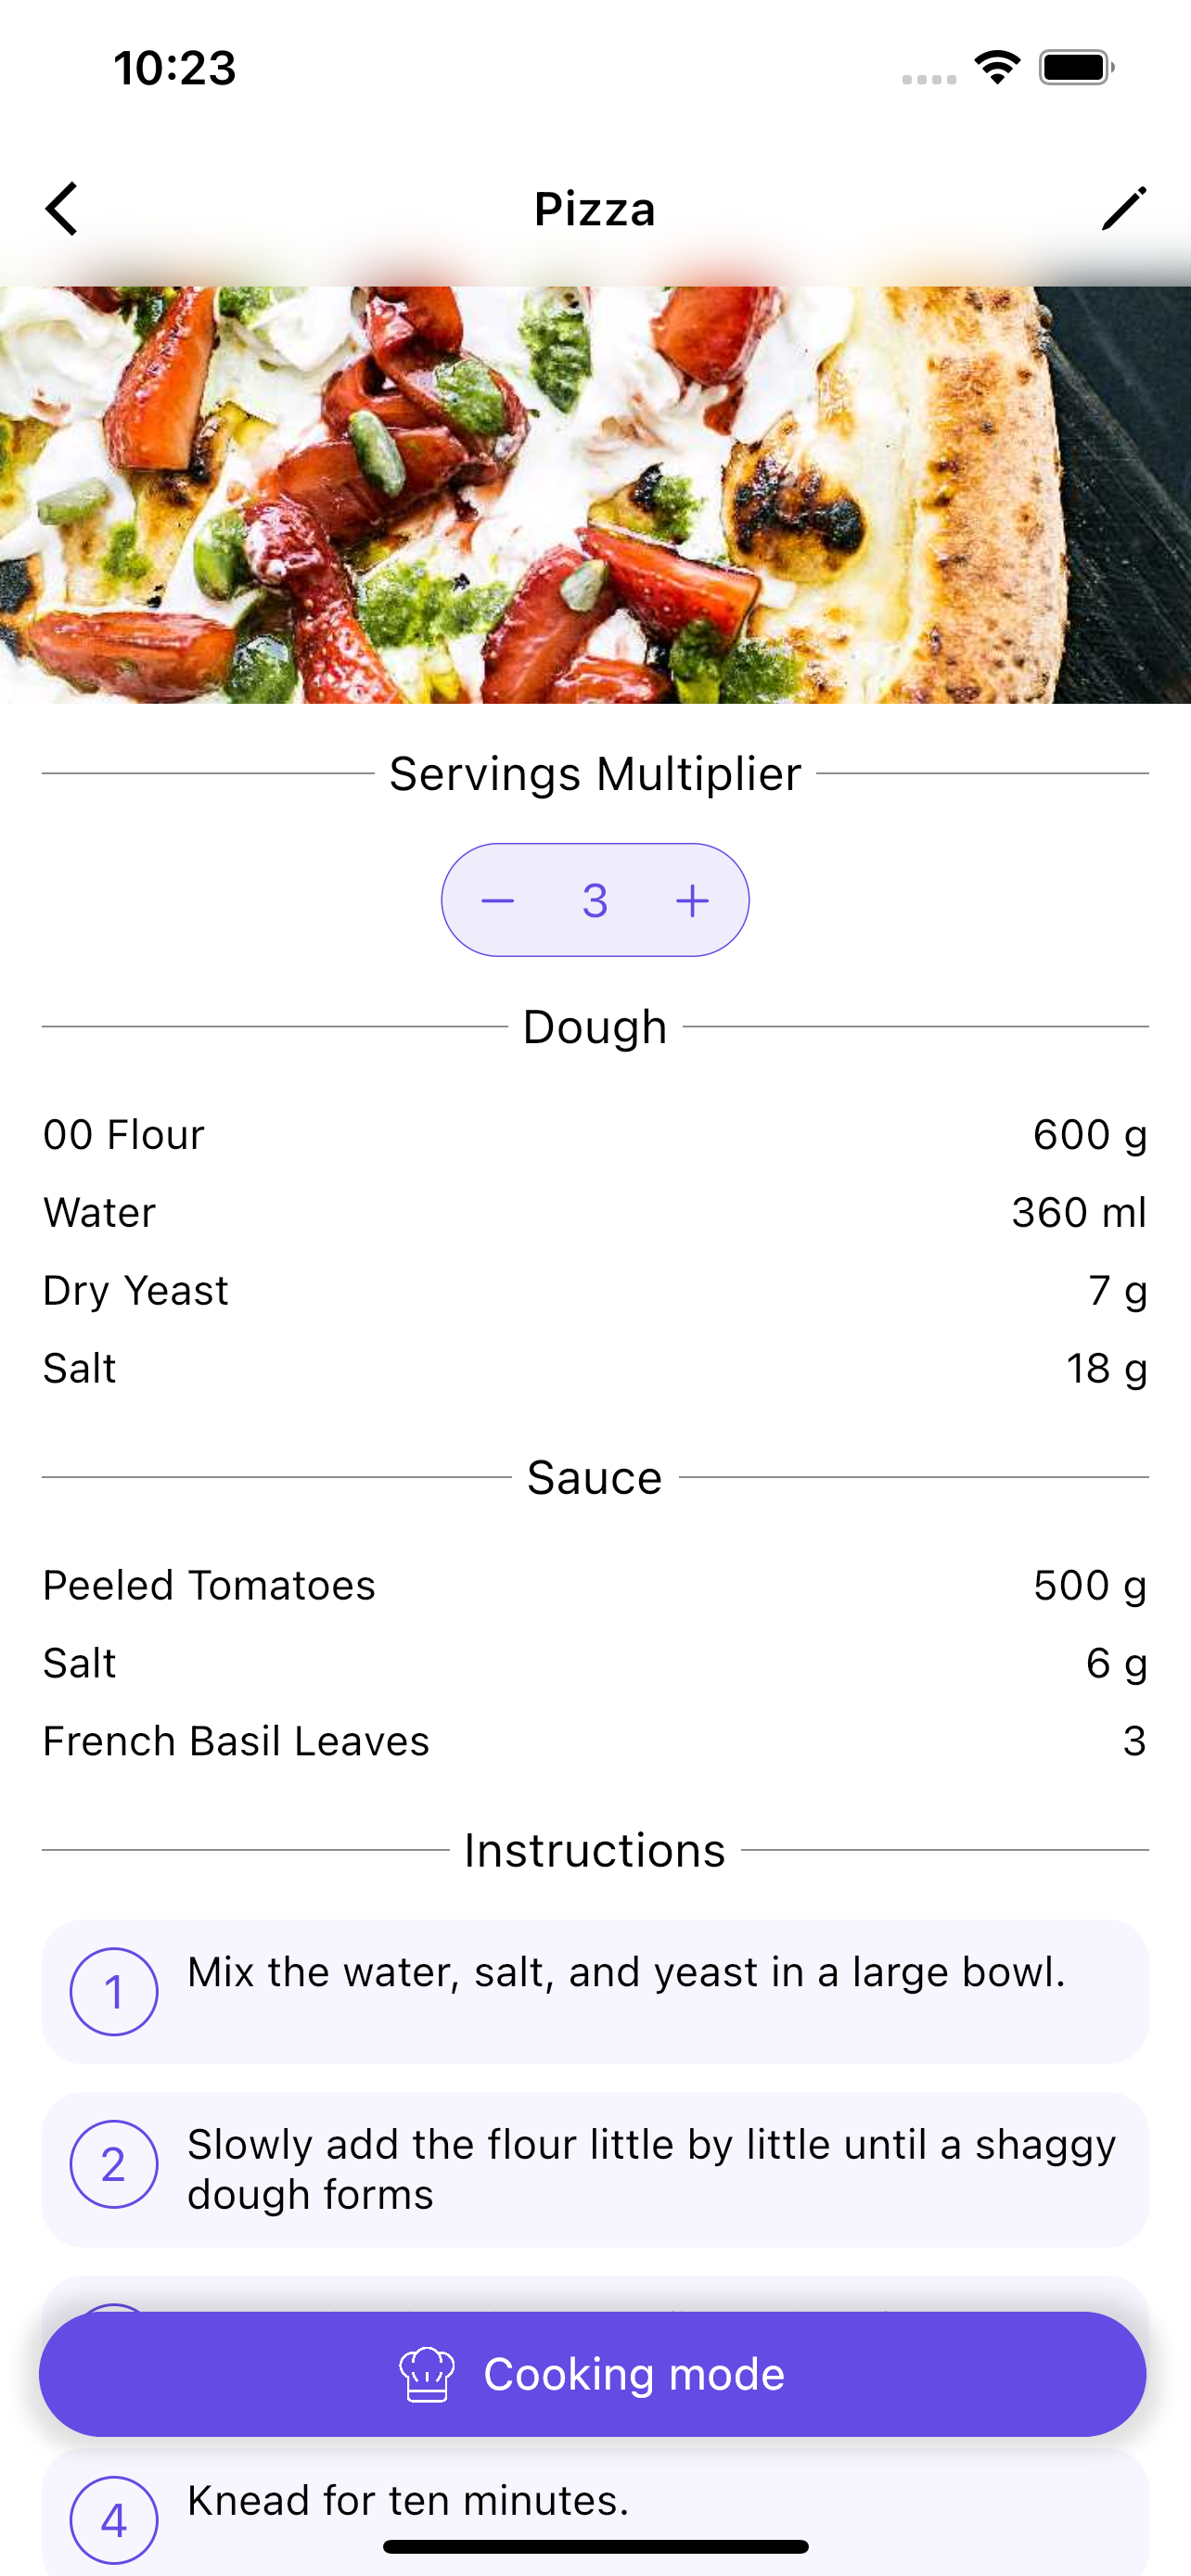 10:23
Pizza
Servings Multiplier
− 3 +
Dough
00 Flour 600 g
Water 360 ml
Dry Yeast 7 g
Salt 18 g
Sauce
Peeled Tomatoes 500 g
Salt 6 g
French Basil Leaves 3
Instructions
1 Mix the water, salt, and yeast in a large bowl.
2 Slowly add the flour little by little until a shaggy
dough forms
Cooking mode
4 Knead for ten minutes.